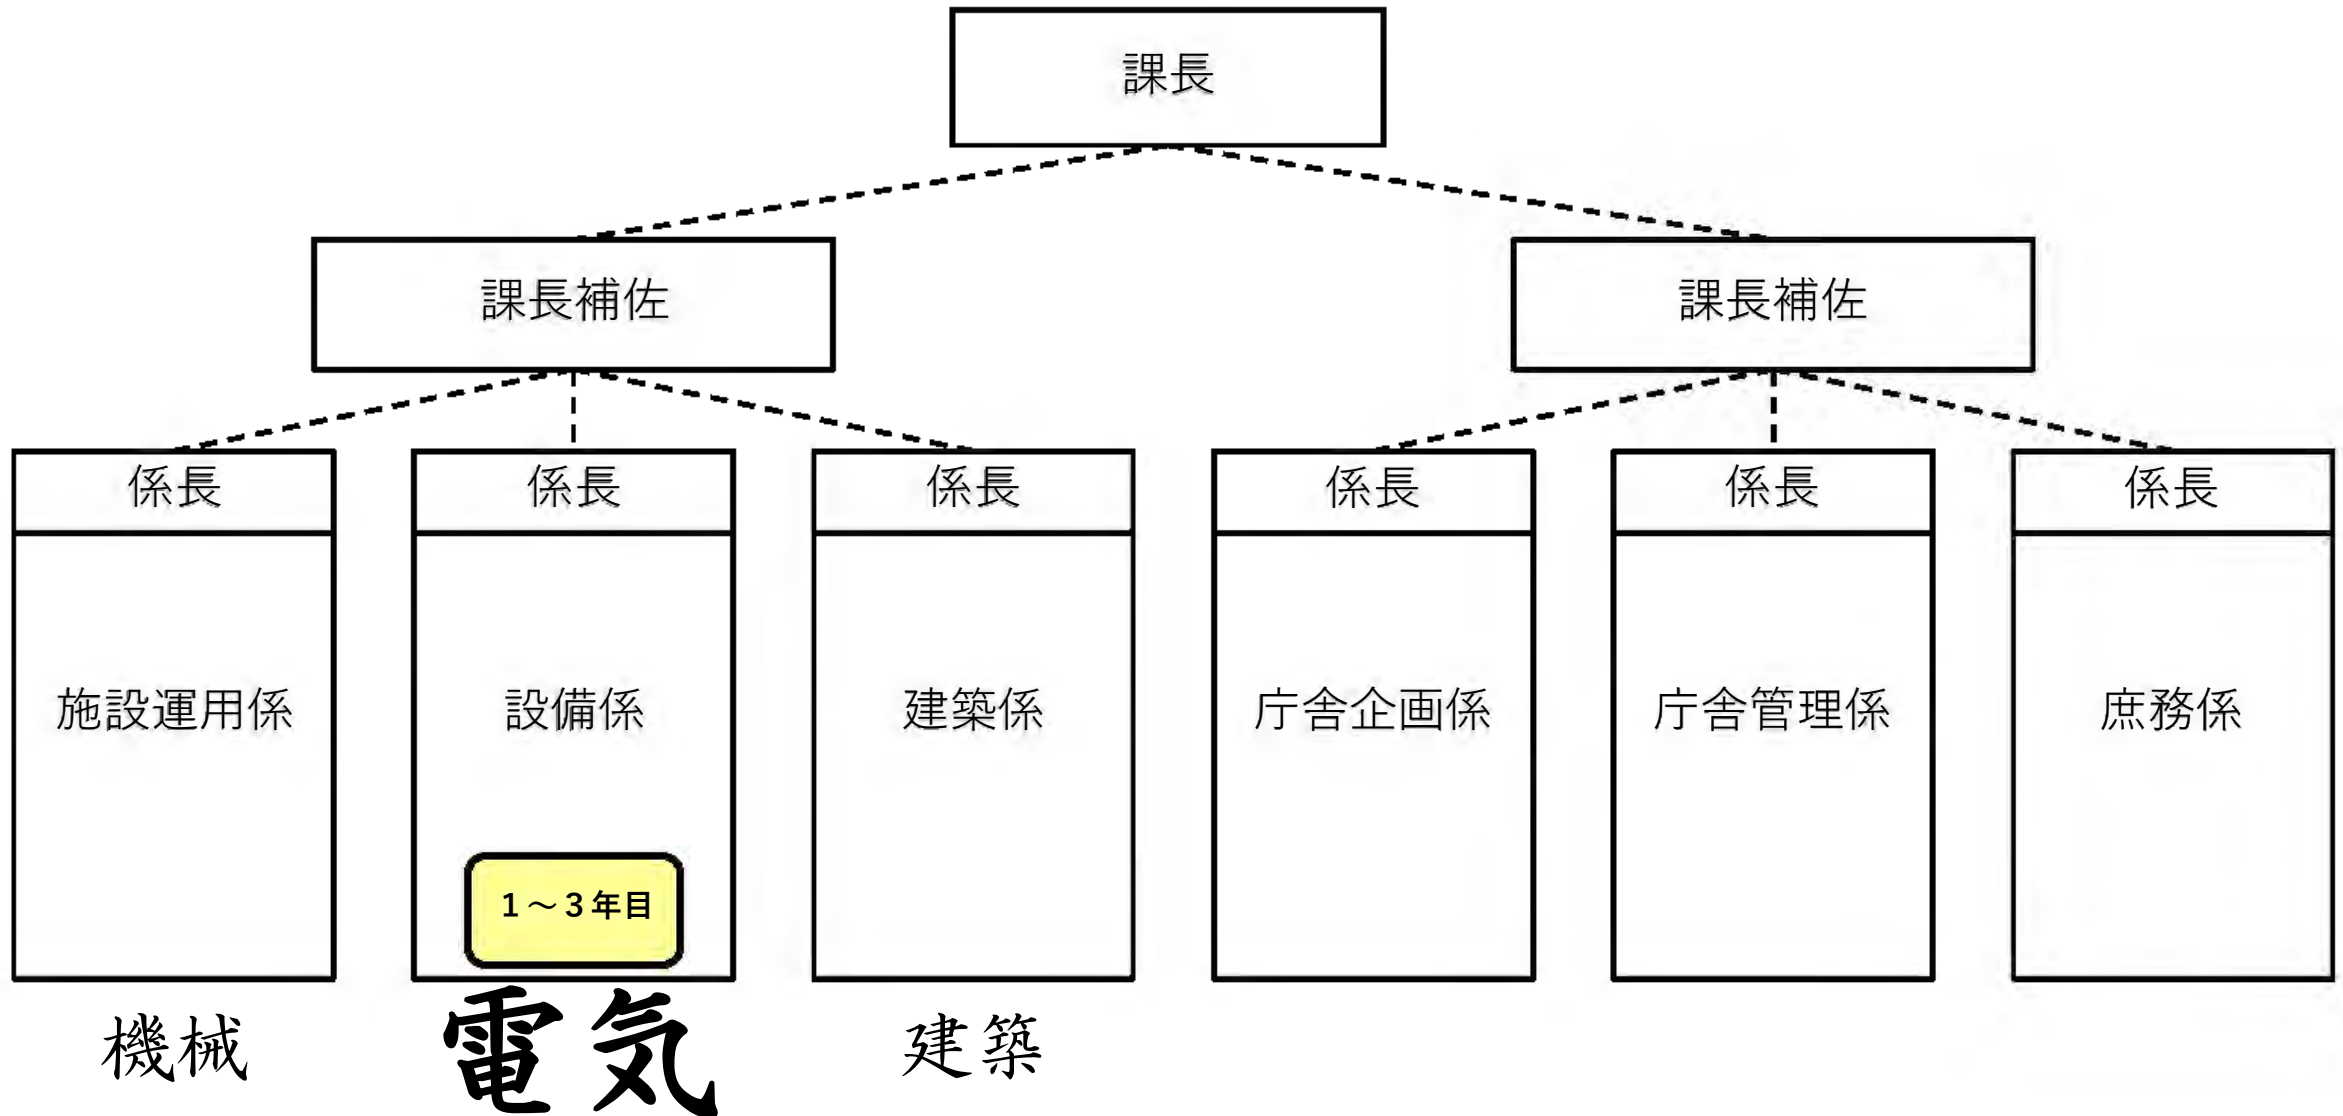 課長
課長補佐
課長補佐
係長
係長
係長
係長
係長
係長
施設運用係
設備係
建築係
庁舎企画係
庁舎管理係
庶務係
1～3年目
機械
電気
建築